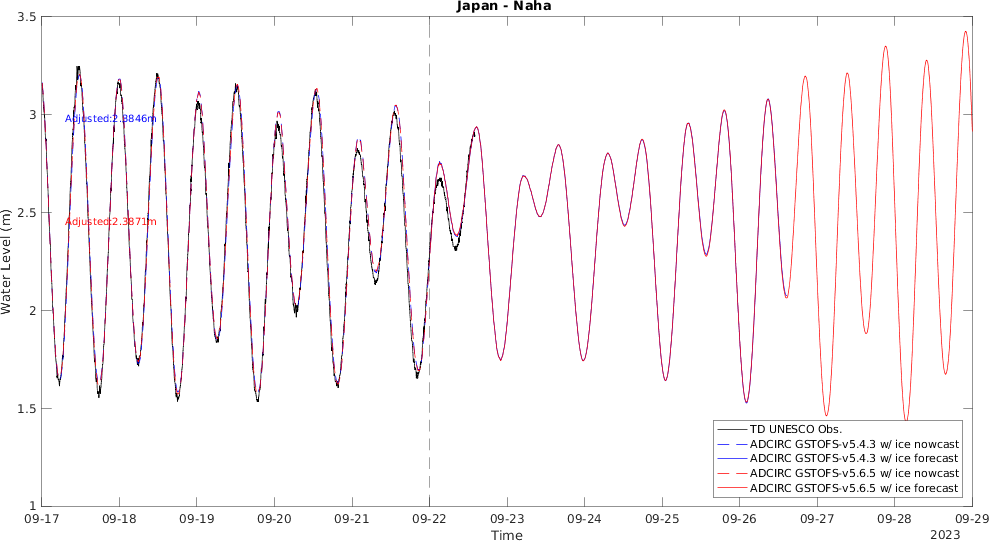 Japan - Naha
3.5
3
2.5
2
1.5
1
Water Level (m)
Adjusted:2.3846m
Adjusted:2.3871m
TD UNESCO Obs.
ADCIRC GSTOFS-v5.4.3 w/ ice nowcast
ADCIRC GSTOFS-v5.4.3 w/ ice forecast
ADCIRC GSTOFS-v5.6.5 w/ ice nowcast
ADCIRC GSTOFS-v5.6.5 w/ ice forecast
09-17 09-18 09-19 09-20 09-21 09-22 09-23 09-24 09-25 09-26 09-27 09-28 09-29
Time
2023